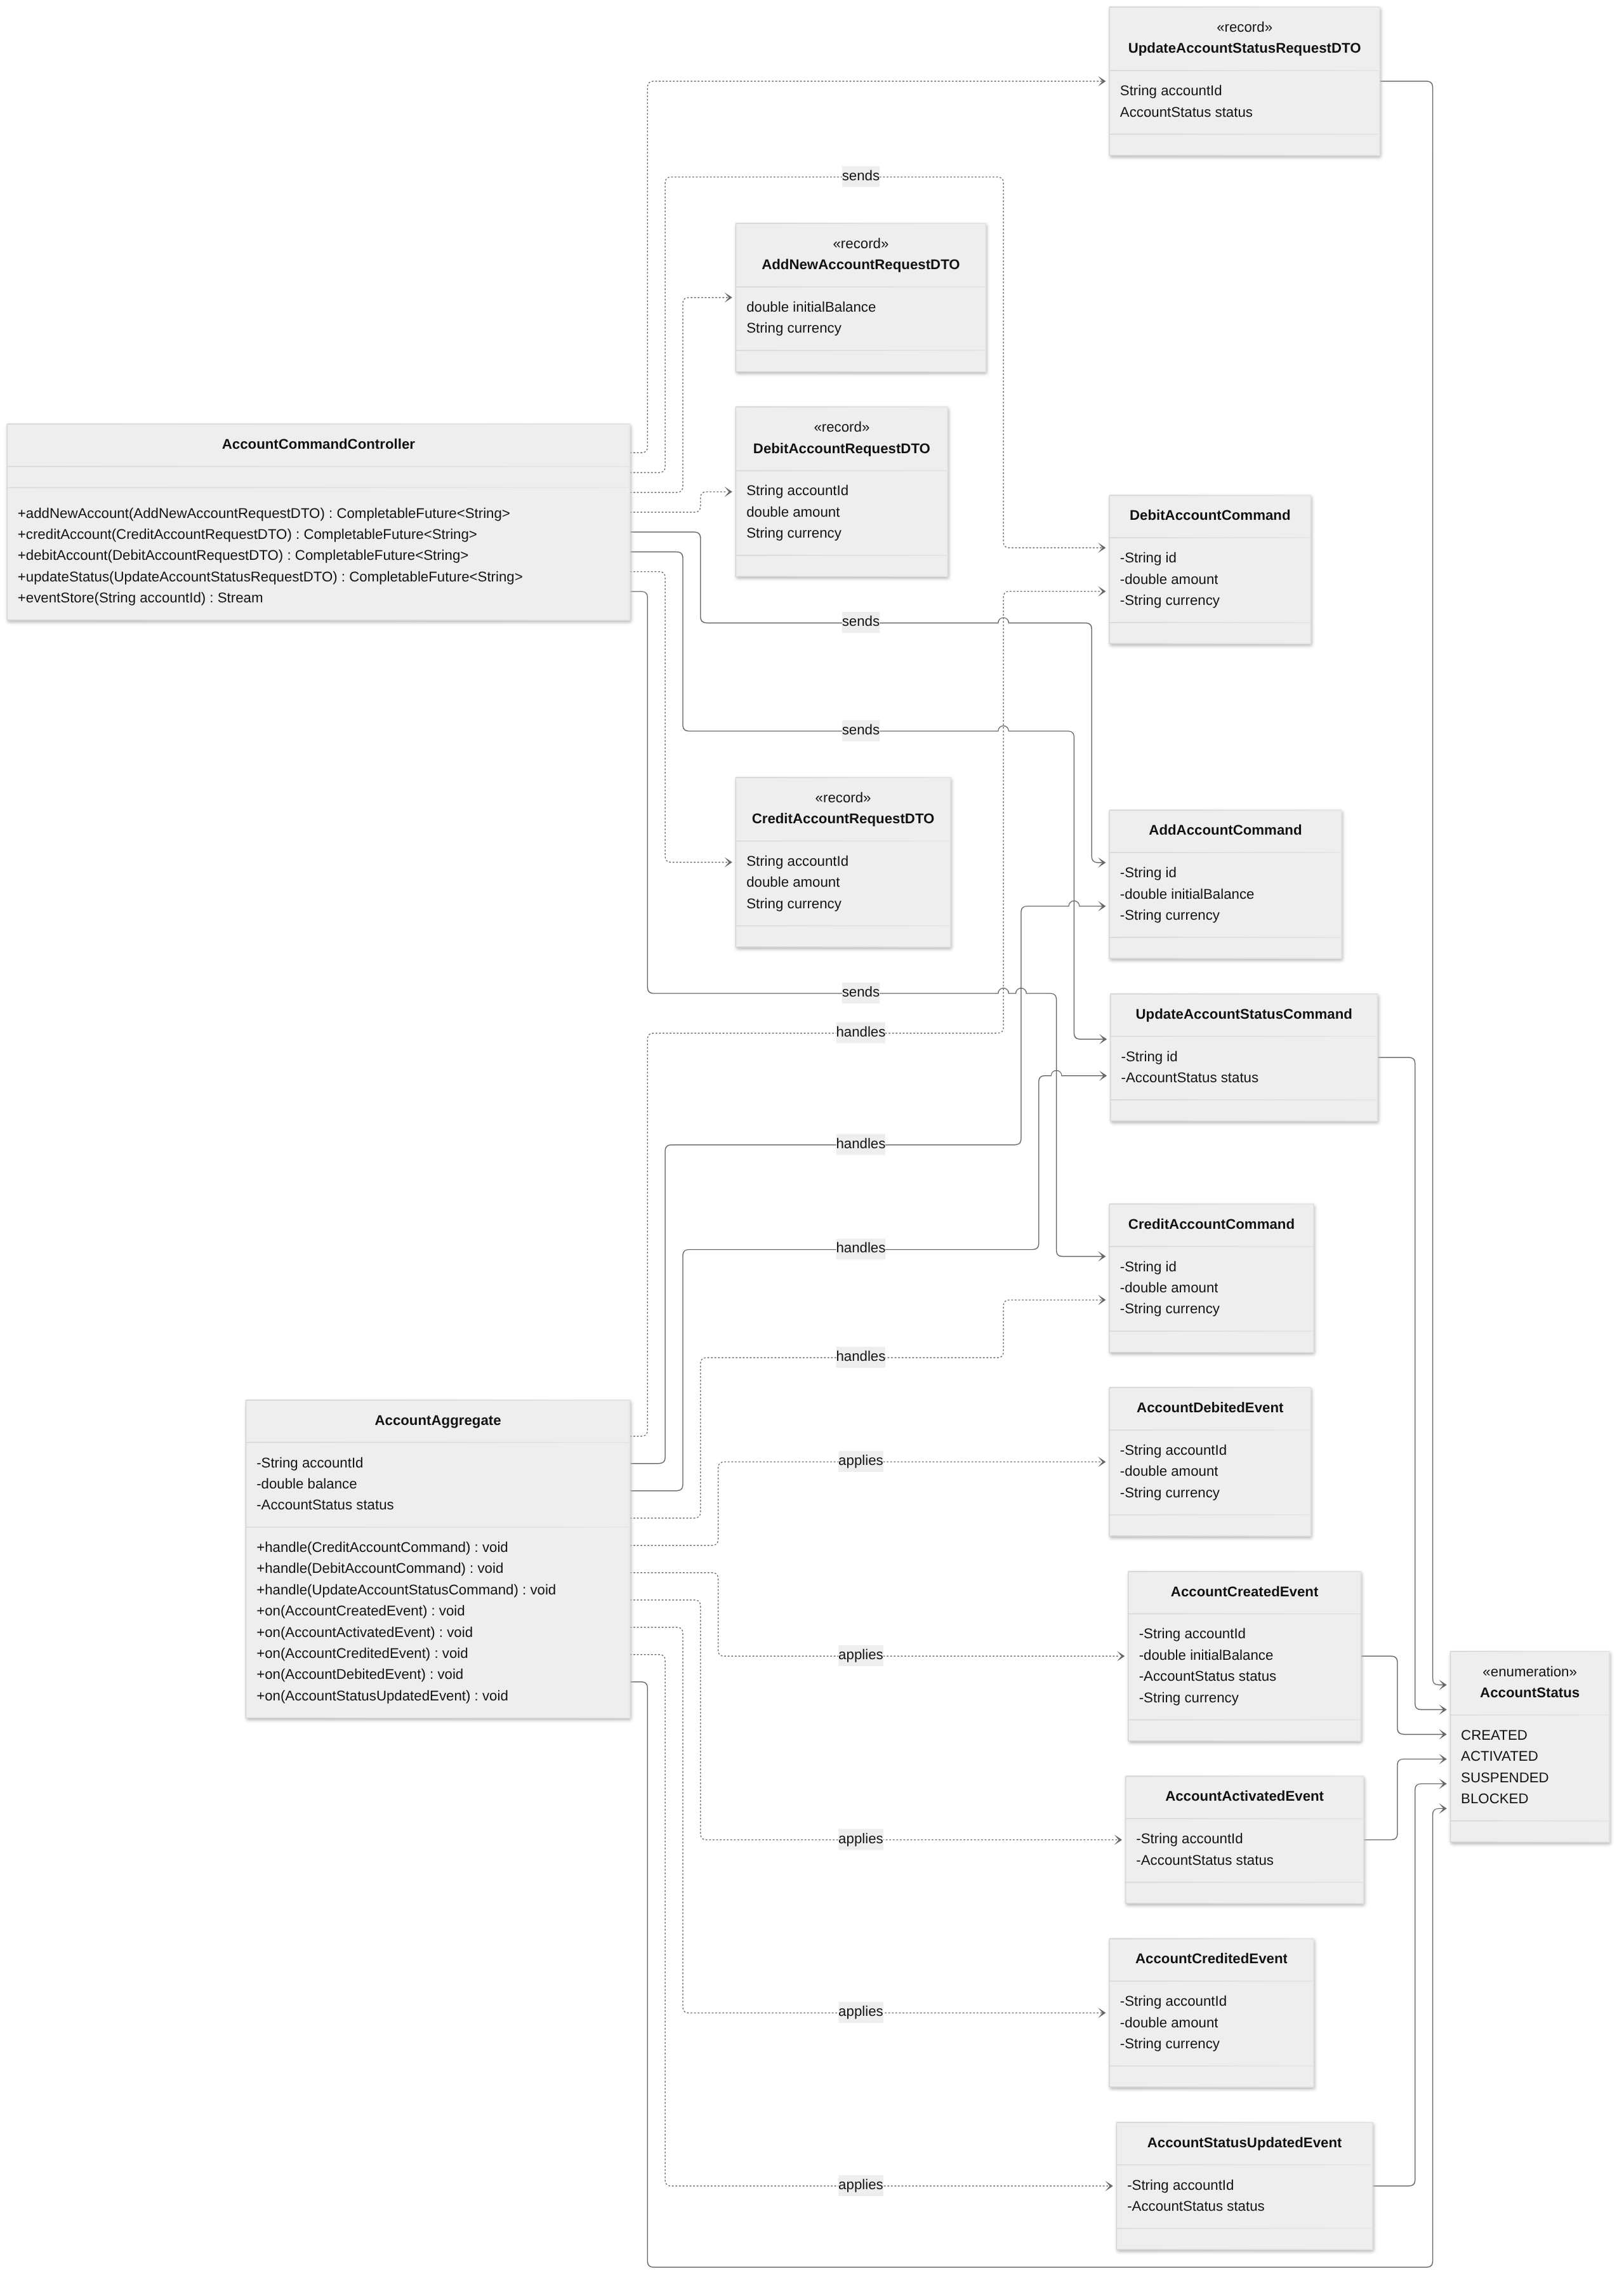 «record»
UpdateAccountStatusRequestDTO
String accountId
AccountStatus status
sends
«record»
AddNewAccountRequestDTO
double initialBalance
String currency
«record»
DebitAccountRequestDTO
String accountId
double amount
String currency
AccountCommandController
+addNewAccount(AddNewAccountRequestDTO) : CompletableFuture<String>
+creditAccount(CreditAccountRequestDTO) : CompletableFuture<String>
+debitAccount(DebitAccountRequestDTO) : CompletableFuture<String>
+updateStatus(UpdateAccountStatusRequestDTO) : CompletableFuture<String>
+eventStore(String accountId) : Stream
DebitAccountCommand
-String id
-double amount
-String currency
sends
sends
«record»
CreditAccountRequestDTO
String accountId
double amount
String currency
AddAccountCommand
-String id
-double initialBalance
-String currency
sends
handles
UpdateAccountStatusCommand
-String id
-AccountStatus status
handles
handles
CreditAccountCommand
-String id
-double amount
-String currency
handles
AccountAggregate
-String accountId
-double balance
-AccountStatus status
+handle(CreditAccountCommand) : void
+handle(DebitAccountCommand) : void
+handle(UpdateAccountStatusCommand) : void
+on(AccountCreatedEvent) : void
+on(AccountActivatedEvent) : void
+on(AccountCreditedEvent) : void
+on(AccountDebitedEvent) : void
+on(AccountStatusUpdatedEvent) : void
applies
AccountDebitedEvent
-String accountId
-double amount
-String currency
applies
AccountCreatedEvent
-String accountId
-double initialBalance
-AccountStatus status
-String currency
«enumeration»
AccountStatus
CREATED
ACTIVATED
SUSPENDED
BLOCKED
applies
AccountActivatedEvent
-String accountId
-AccountStatus status
applies
AccountCreditedEvent
-String accountId
-double amount
-String currency
applies
AccountStatusUpdatedEvent
-String accountId
-AccountStatus status